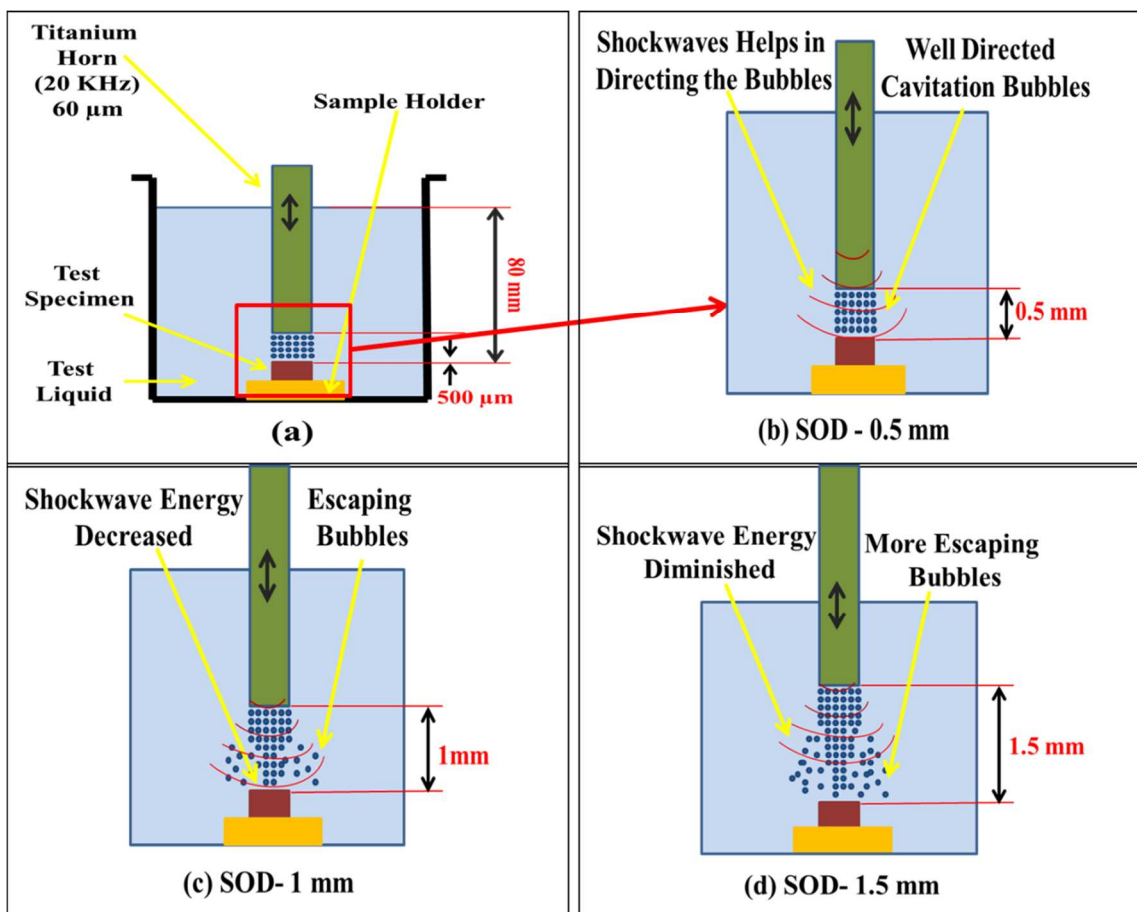 Titanium
Horn
(20 KHz)
60 µm
Sample Holder
Test
Specimen
Test
Liquid
80 mm
500 µm
(a)
Shockwaves Helps in
Directing the Bubbles
Well Directed
Cavitation Bubbles
0.5 mm
(b) SOD - 0.5 mm
Shockwave Energy
Decreased
Escaping
Bubbles
1mm
(c) SOD- 1 mm
Shockwave Energy
Diminished
More Escaping
Bubbles
1.5 mm
(d) SOD- 1.5 mm